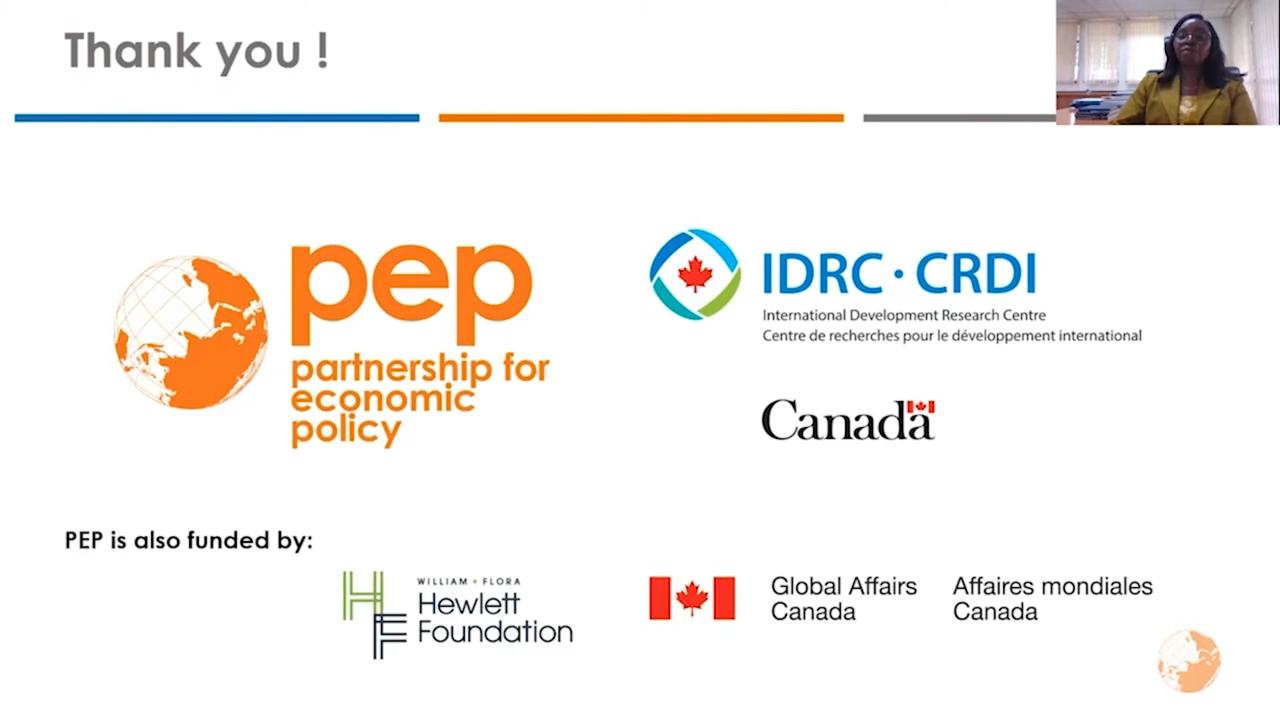 Thank you !
pep
partnership for
economic
policy
IDRC · CRDI
International Development Research Centre
Centre de recherches pour le développement international
Canada
PEP is also funded by:
WILLIAM + FLORA
Hewlett
Foundation
Global Affairs
Canada
Affaires mondiales
Canada